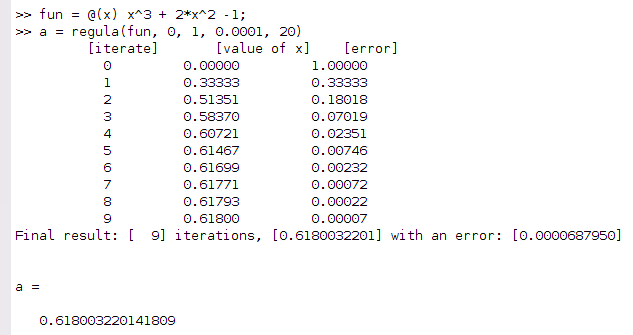 >> fun = @(x) x^3 + 2*x^2 -1;
>> a = regula(fun, 0, 1, 0.0001, 20)
[iterate] [value of x] [error]
0 0.00000 1.00000
1 0.33333 0.33333
2 0.51351 0.18018
3 0.58370 0.07019
4 0.60721 0.02351
5 0.61467 0.00746
6 0.61699 0.00232
7 0.61771 0.00072
8 0.61793 0.00022
9 0.61800 0.00007
Final result: [  9] iterations, [0.6180032201] with an error: [0.0000687950]
a =
0.618003220141809